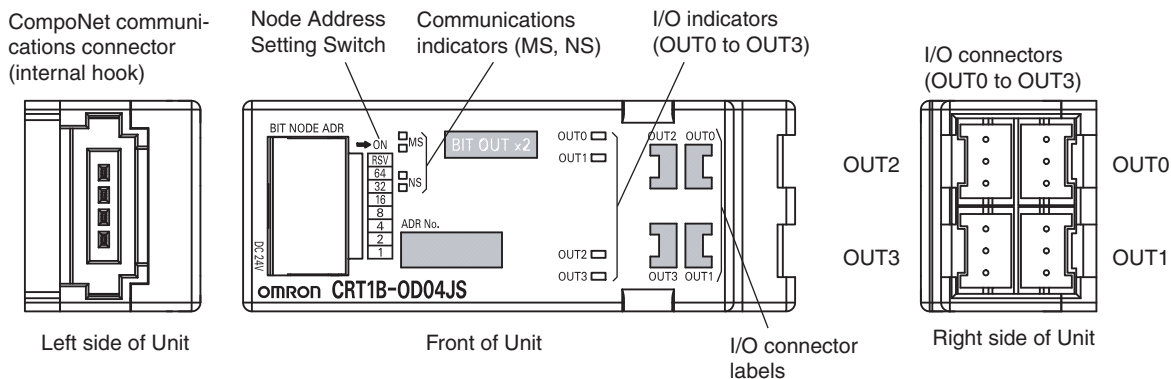 CompoNet communi-
cations connector
(internal hook)
Node Address
Setting Switch
Communications
indicators (MS, NS)
I/O indicators
(OUT0 to OUT3)
I/O connectors
(OUT0 to OUT3)
BIT NODE ADR
ON
RSV
64
32
16
8
4
2
1
DC.24V
MS
NS
BIT OUT x2
ADR No.
OUT0
OUT1
OUT2
OUT3
OUT2 OUT0
OUT3 OUT1
OMRON CRT1B-OD04JS
OUT2
OUT0
OUT3
OUT1
Left side of Unit
Front of Unit
I/O connector
labels
Right side of Unit